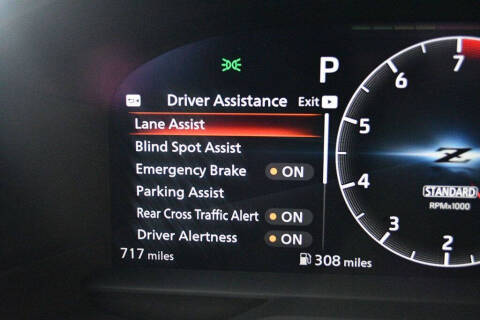 P
Driver Assistance Exit
Lane Assist
Blind Spot Assist
Emergency Brake ON
Parking Assist
Rear Cross Traffic Alert ON
Driver Alertness ON
717 miles
308 miles
7
6
5
4
3
2
Z
STANDARD
RPMx1000